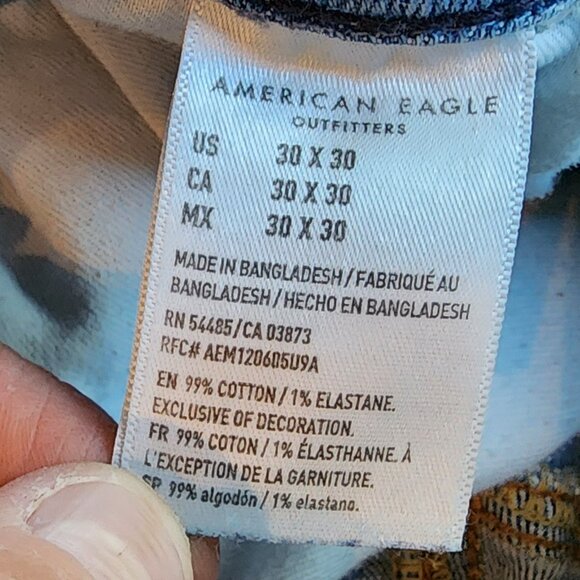 AMERICAN EAGLE
OUTFITTERS
US 30 X 30
CA 30 X 30
MX 30 X 30
MADE IN BANGLADESH / FABRIQUÉ AU
BANGLADESH / HECHO EN BANGLADESH
RN 54485/CA 03873
RFC# AEM120605U9A
EN 99% COTTON / 1% ELASTANE.
EXCLUSIVE OF DECORATION.
FR 99% COTON / 1% ÉLASTHANNE. À
L'EXCEPTION DE LA GARNITURE.
SP 99% algodón / 1% elastano.